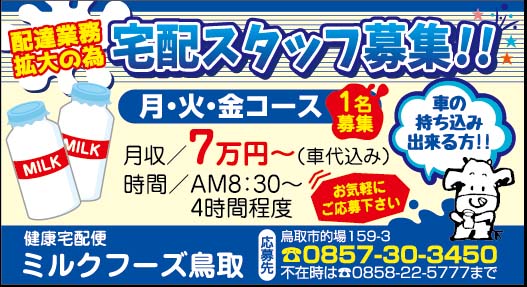 配達業務
拡大の為
宅配スタッフ募集!!
月・火・金コース
1名
募集
月収／7万円～(車代込み)
時間／AM8:30～
4時間程度
お気軽に
ご応募下さい
車の
持ち込み
出来る方!!
MILK
MILK
健康宅配便
ミルクフーズ鳥取
応募先
鳥取市的場159-3
☎0857-30-3450
不在時は☎0858-22-5777まで